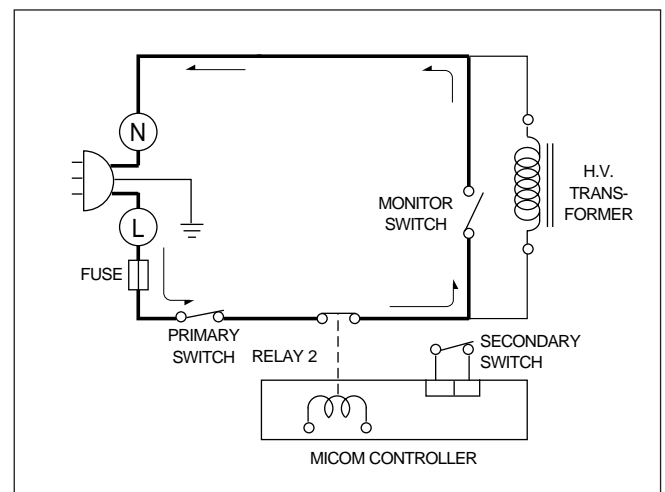 N
H.V.
TRANS-
FORMER
MONITOR
SWITCH
L
FUSE
PRIMARY
SWITCH
RELAY 2
SECONDARY
SWITCH
MICOM CONTROLLER